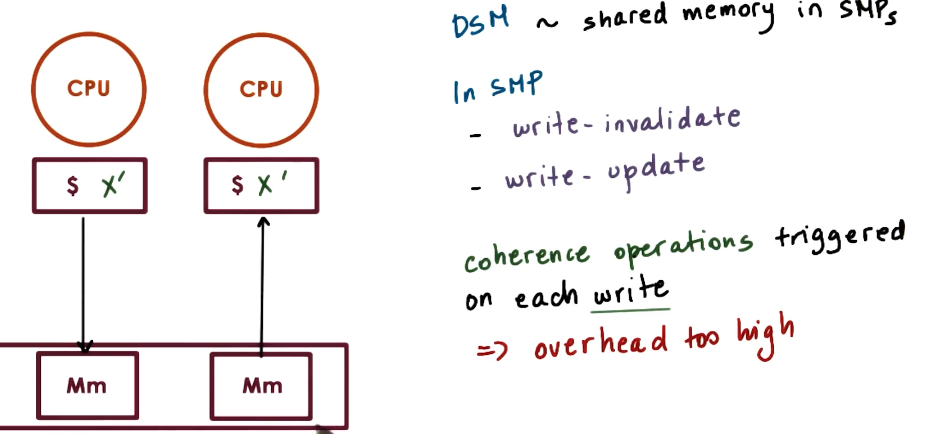 DSM ~ shared memory in SMPs
CPU CPU
In SMP
- write-invalidate
$ X' $ X'
- write-update
coherence operations triggered
on each write
=> overhead too high
Mm Mm